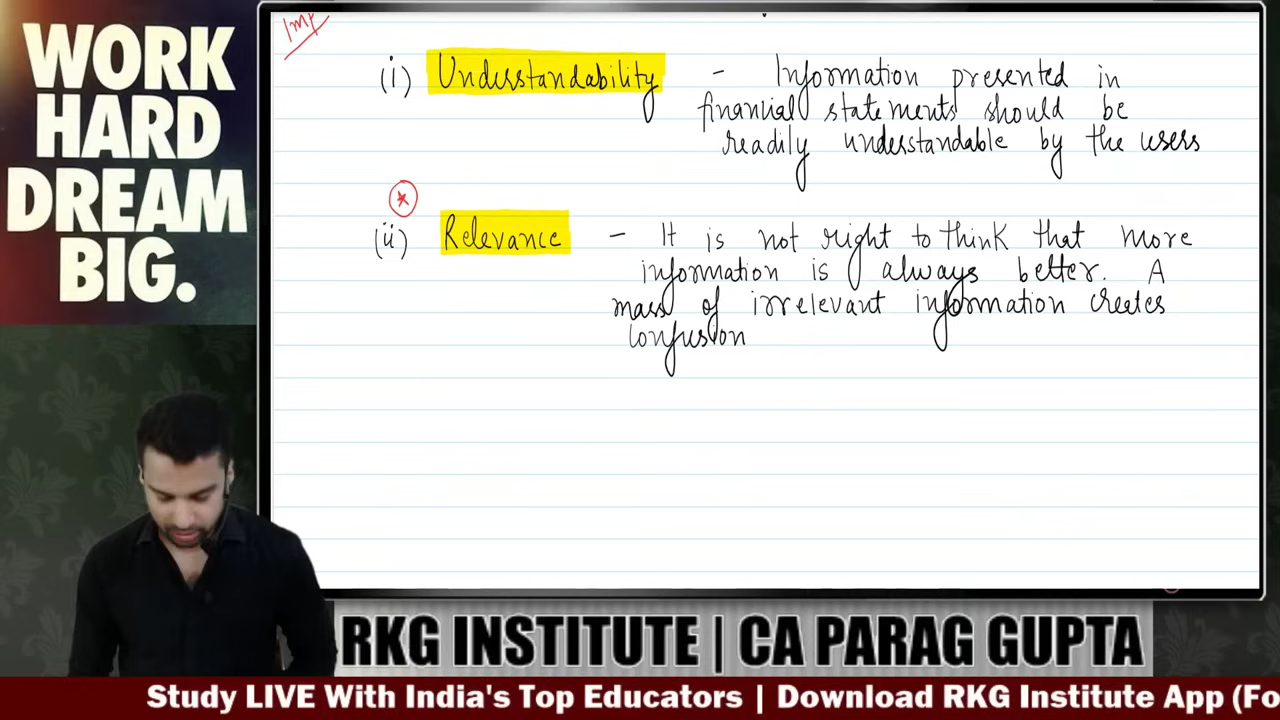 WORK
HARD
DREAM
BIG.
Imp
(i) Understandability - Information presented in
financial statements should be
readily understandable by the users
(ii) Relevance - It is not right to think that more
information is always better. A
mass of irrelevant information creates
confusion
RKG INSTITUTE | CA PARAG GUPTA
Study LIVE With India's Top Educators | Download RKG Institute App (Fo